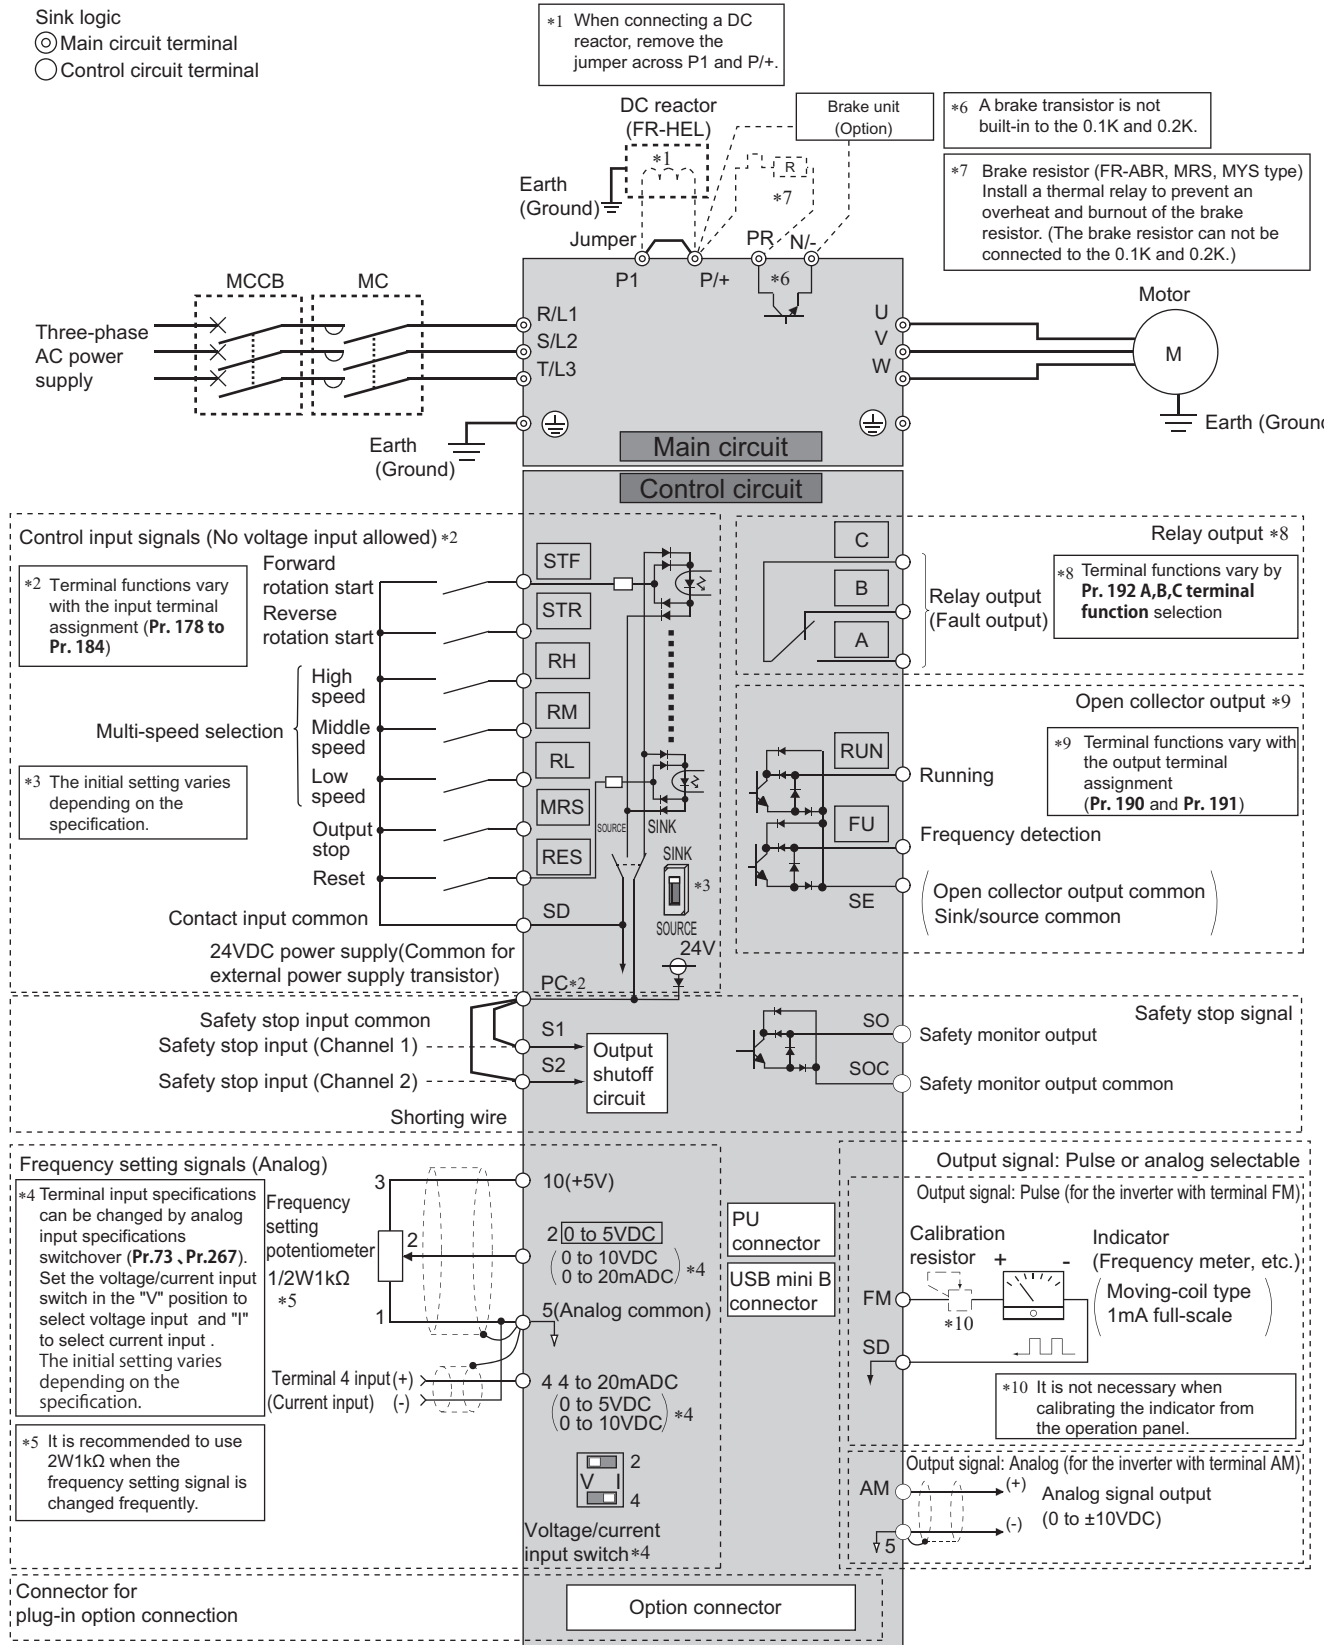 Sink logic
Main circuit terminal
Control circuit terminal
*1 When connecting a DC
reactor, remove the
jumper across P1 and P/+.
DC reactor
(FR-HEL)
*1
Brake unit
(Option)
*6 A brake transistor is not
built-in to the 0.1K and 0.2K.
*7 Brake resistor (FR-ABR, MRS, MYS type)
Install a thermal relay to prevent an
overheat and burnout of the brake
resistor. (The brake resistor can not be
connected to the 0.1K and 0.2K.)
R
*7
Earth
(Ground)
Jumper
P1
P/+
PR
N/-
*6
MCCB
MC
Three-phase
AC power
supply
R/L1
S/L2
T/L3
U
V
W
Motor
M
Earth (Ground
Earth
(Ground)
Main circuit
Control circuit
Control input signals (No voltage input allowed) *2
*2 Terminal functions vary
with the input terminal
assignment (Pr. 178 to
Pr. 184)
Forward
rotation start
Reverse
rotation start
Multi-speed selection
High
speed
Middle
speed
Low
speed
*3 The initial setting varies
depending on the
specification.
Output
stop
Reset
Contact input common
24VDC power supply(Common for
external power supply transistor)
STF
STR
RH
RM
RL
MRS
RES
SD
PC*2
SOURCE
SINK
SINK
*3
SOURCE
24V
C
B
A
Relay output *8
Relay output
(Fault output)
*8 Terminal functions vary by
Pr. 192 A,B,C terminal
function selection
Open collector output *9
*9 Terminal functions vary with
the output terminal
assignment
(Pr. 190 and Pr. 191)
RUN
Running
FU
Frequency detection
SE
Open collector output common
Sink/source common
Safety stop input common
Safety stop input (Channel 1)
Safety stop input (Channel 2)
Shorting wire
S1
S2
Output
shutoff
circuit
Safety stop signal
SO
Safety monitor output
SOC
Safety monitor output common
Frequency setting signals (Analog)
*4 Terminal input specifications
can be changed by analog
input specifications
switchover (Pr.73、Pr.267).
Set the voltage/current input
switch in the "V" position to
select voltage input and "I"
to select current input .
The initial setting varies
depending on the
specification.
*5 It is recommended to use
2W1kΩ when the
frequency setting signal is
changed frequently.
Frequency
setting
potentiometer
1/2W1kΩ
*5
3
2
1
Terminal 4 input (+)
(Current input) (-)
10(+5V)
2 0 to 5VDC
(0 to 10VDC
0 to 20mADC) *4
5(Analog common)
4 4 to 20mADC
(0 to 5VDC
0 to 10VDC) *4
V I
2
4
Voltage/current
input switch*4
PU
connector
USB mini B
connector
Output signal: Pulse or analog selectable
Output signal: Pulse (for the inverter with terminal FM)
Calibration
resistor
+ -
Indicator
(Frequency meter, etc.)
(Moving-coil type
1mA full-scale)
FM
*10
SD
*10 It is not necessary when
calibrating the indicator from
the operation panel.
Output signal: Analog (for the inverter with terminal AM)
AM
(+)
Analog signal output
(0 to ±10VDC)
(-)
5
Connector for
plug-in option connection
Option connector